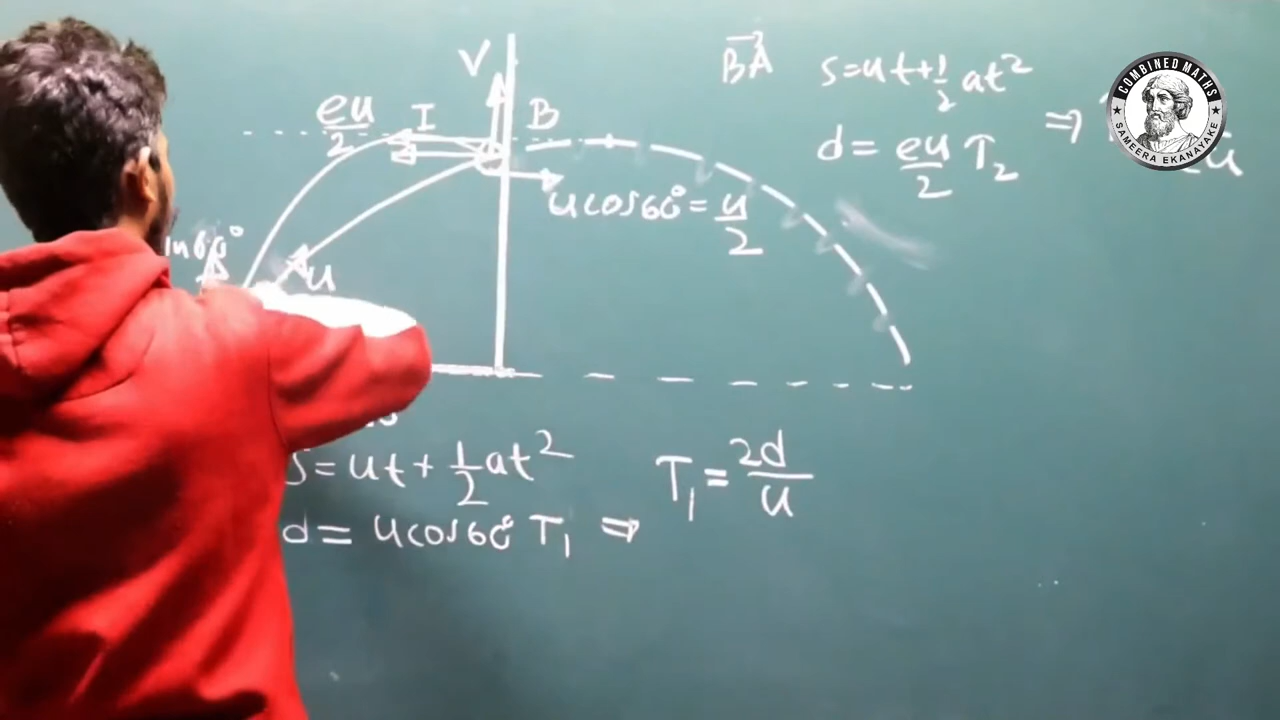 V
B
I
eu/2
BA→
s=ut+½at²
d= eu/2 T₂ ⇒
u
ucos60°= u/2
in60°
u
s=ut+½at²
d= ucos60° T₁ ⇒
T₁= 2d/u
COMBINED MATHS
SAMEERA EKANAYAKE